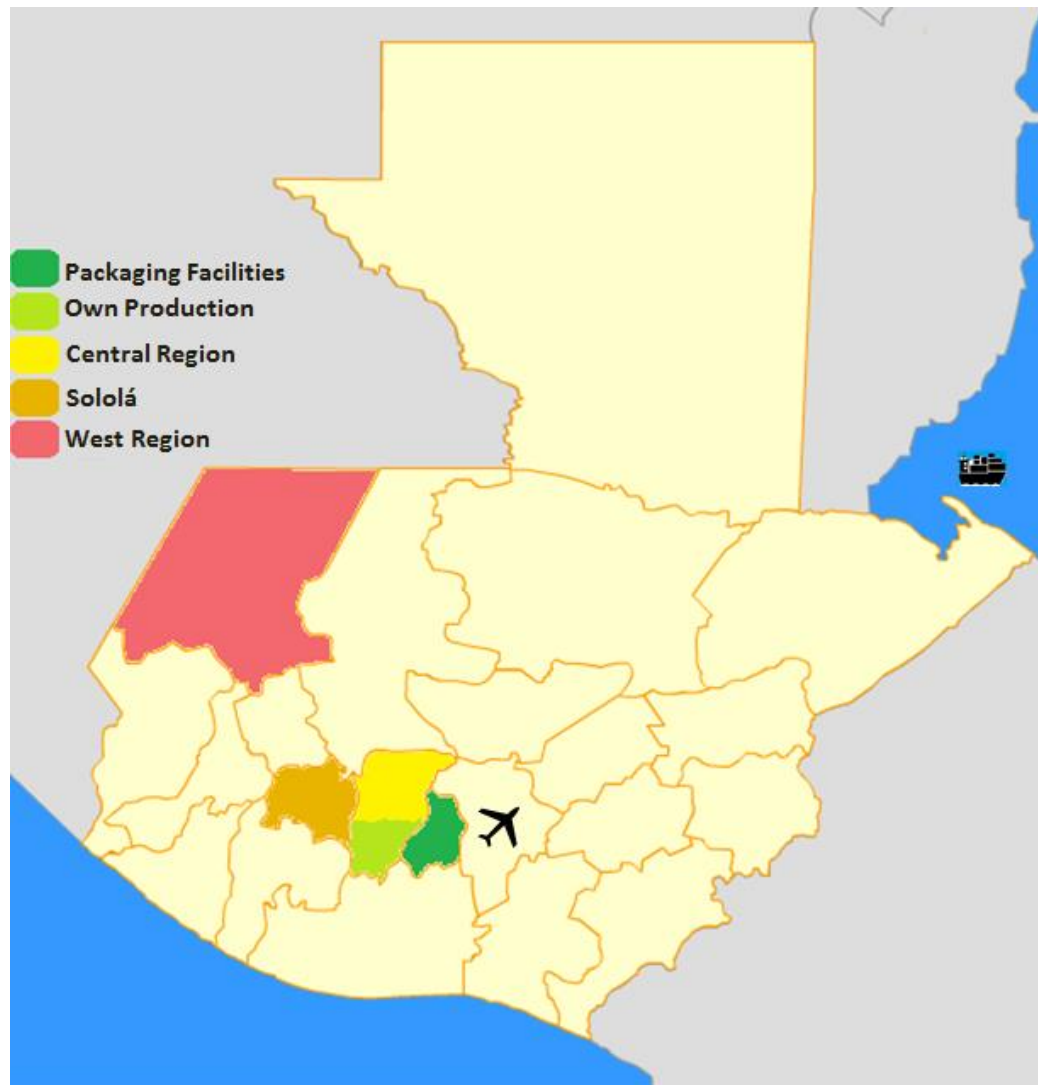 Packaging Facilities
Own Production
Central Region
Sololá
West Region